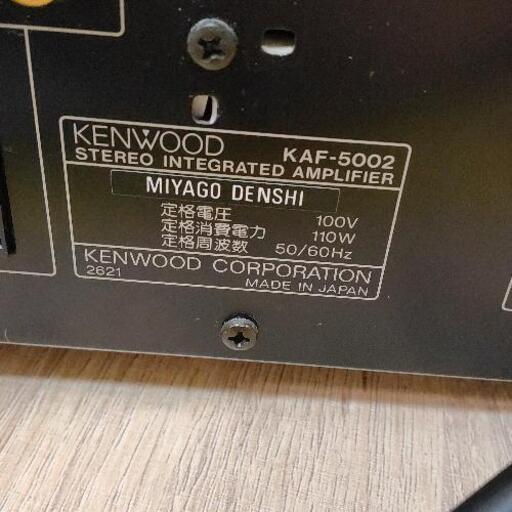 KENWOOD KAF-5002
STEREO INTEGRATED AMPLIFIER
MIYAGO DENSHI
定格電圧 100V
定格消費電力 110W
定格周波数 50/60Hz
KENWOOD CORPORATION
2621 MADE IN JAPAN